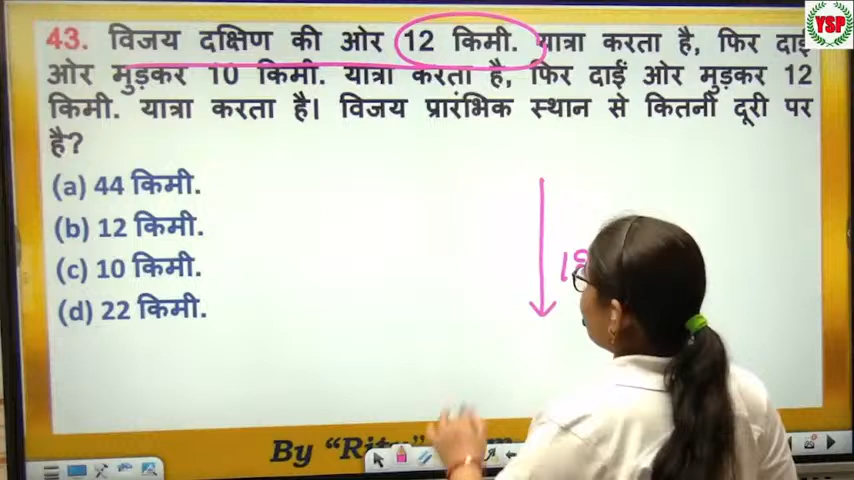 YSP
43. विजय दक्षिण की ओर 12 किमी. यात्रा करता है, फिर दाईं
ओर मुड़कर 10 किमी. यात्रा करता है, फिर दाईं ओर मुड़कर 12
किमी. यात्रा करता है। विजय प्रारंभिक स्थान से कितनी दूरी पर
है?
(a) 44 किमी.
(b) 12 किमी.
(c) 10 किमी.
(d) 22 किमी.
By